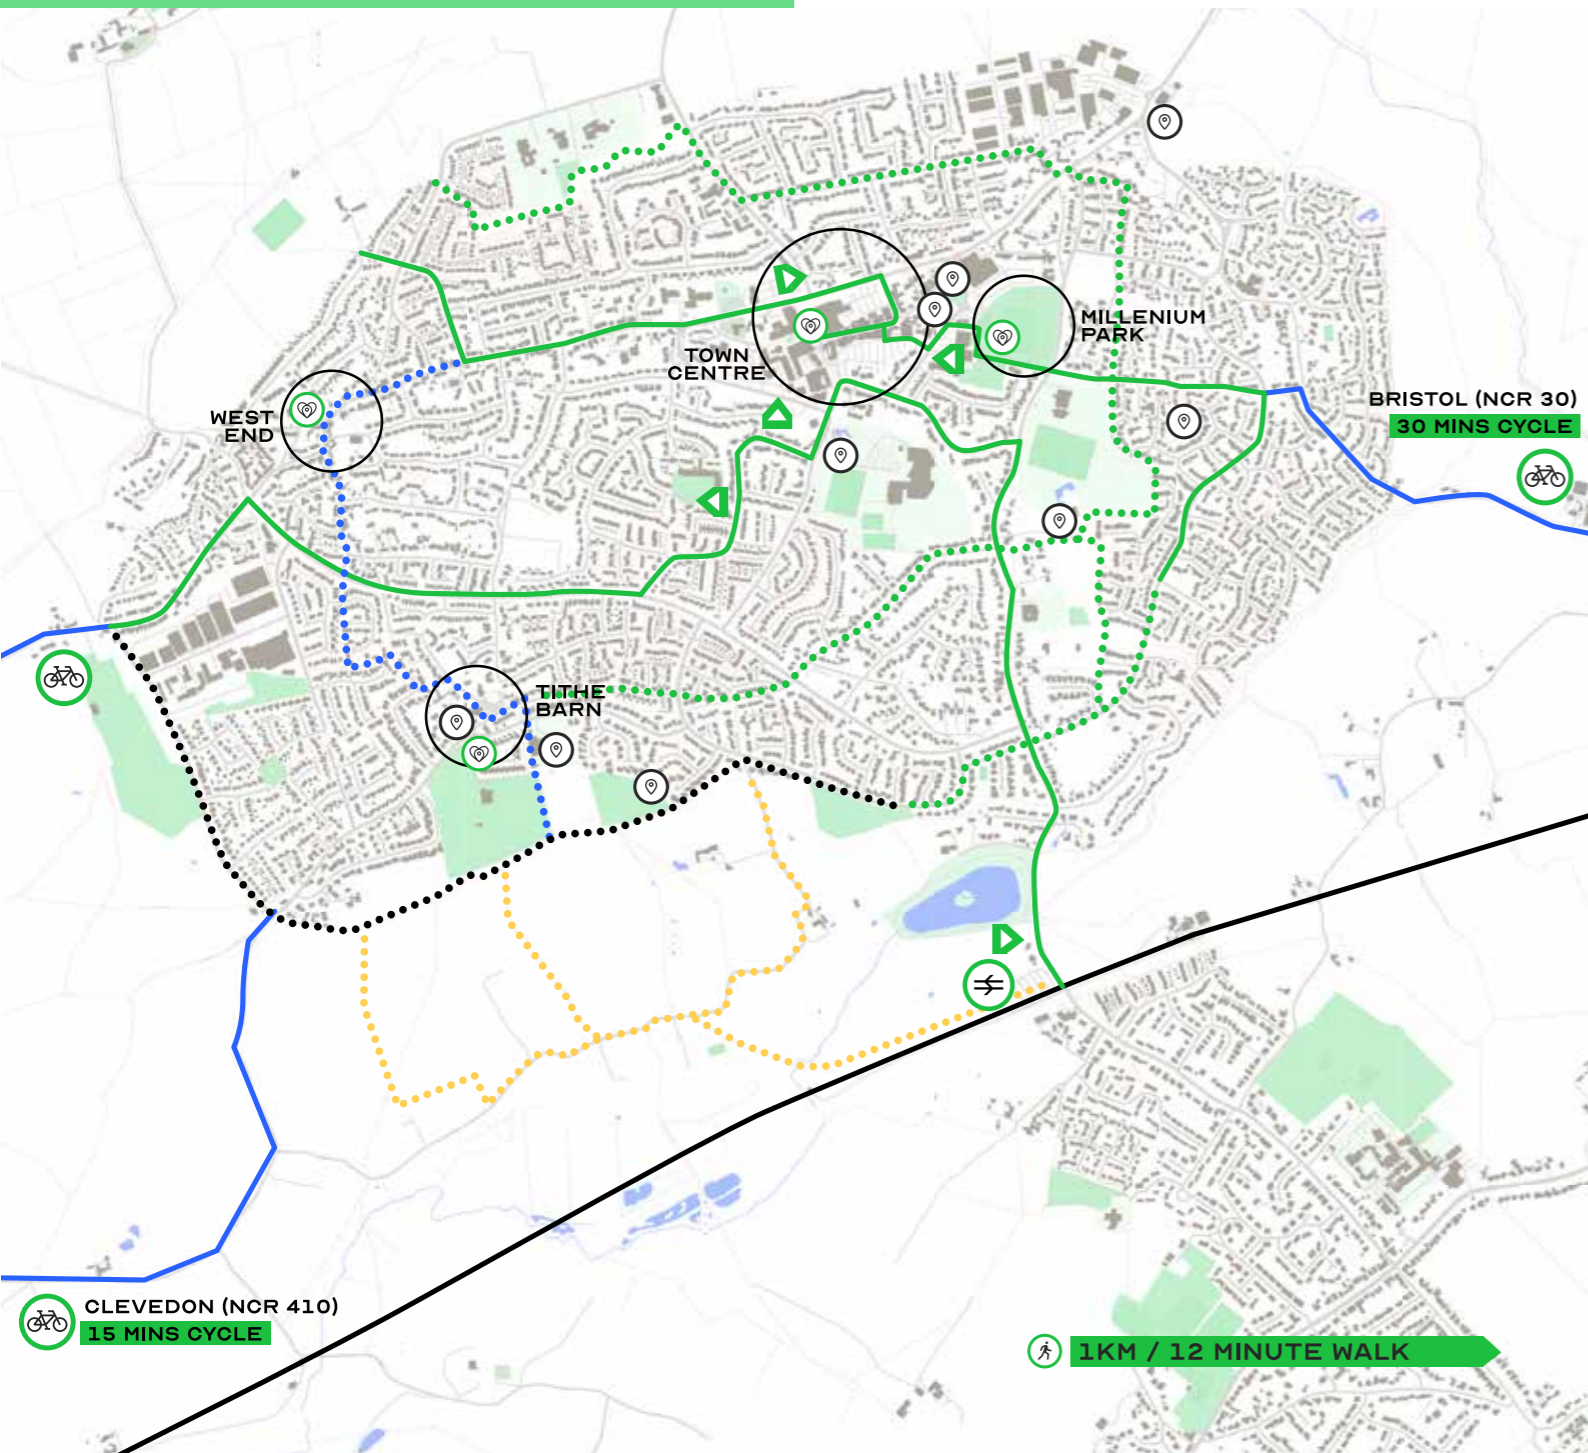 MILLENIUM
PARK
TOWN
CENTRE
BRISTOL (NCR 30)
30 MINS CYCLE
WEST
END
TITHE
BARN
CLEVEDON (NCR 410)
15 MINS CYCLE
1KM / 12 MINUTE WALK